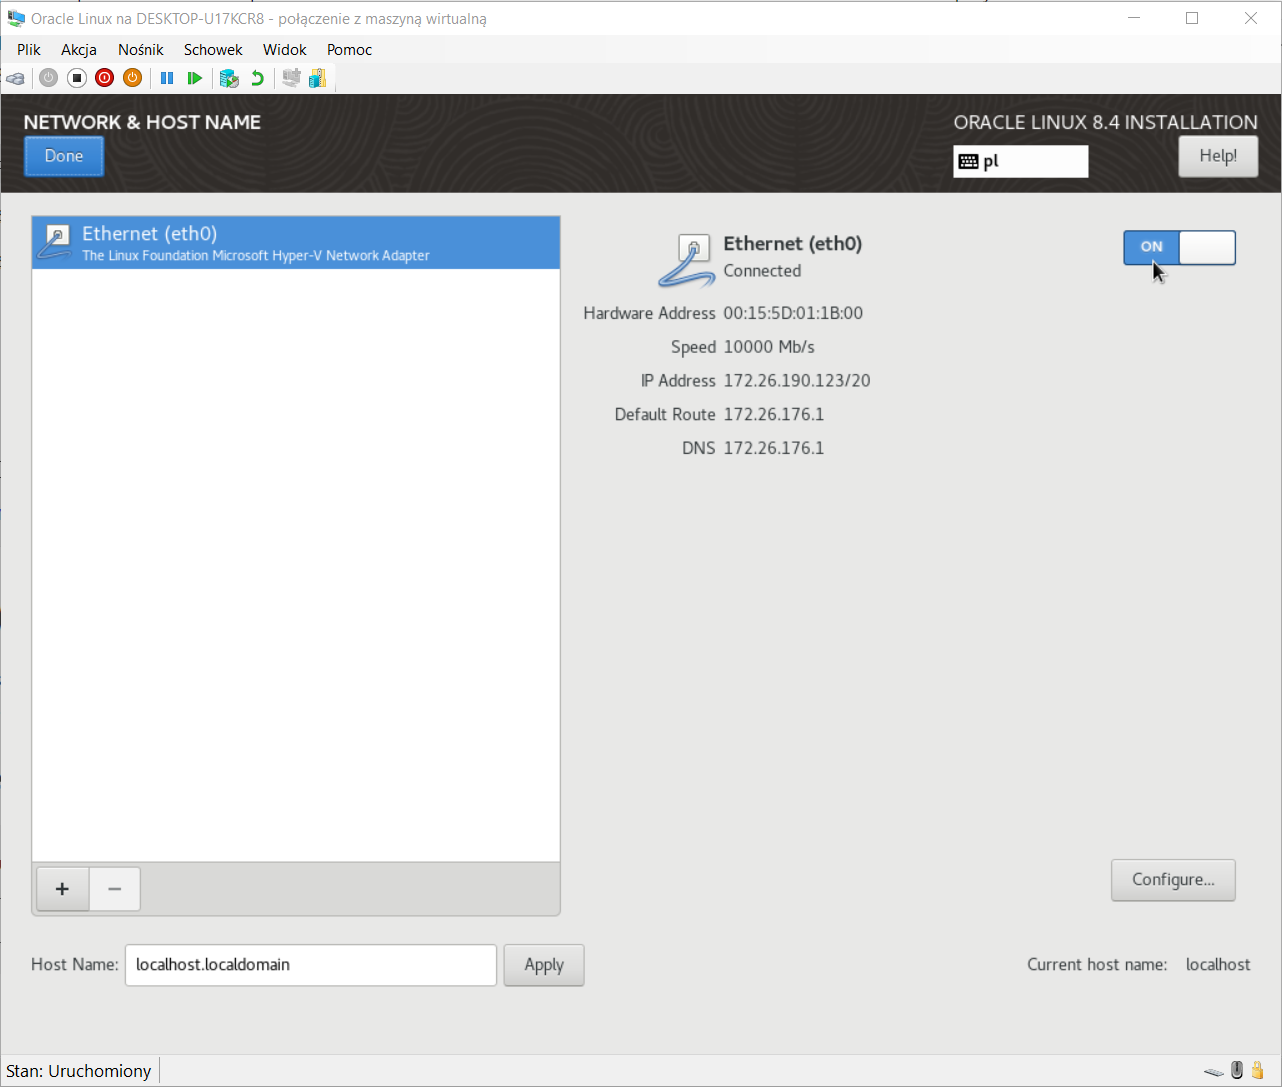 Oracle Linux na DESKTOP-U17KCR8 - połączenie z maszyną wirtualną
Plik Akcja Nośnik Schowek Widok Pomoc
NETWORK & HOST NAME
Done
ORACLE LINUX 8.4 INSTALLATION
pl
Help!
Ethernet (eth0)
The Linux Foundation Microsoft Hyper-V Network Adapter
Ethernet (eth0)
Connected
ON
Hardware Address 00:15:5D:01:1B:00
Speed 10000 Mb/s
IP Address 172.26.190.123/20
Default Route 172.26.176.1
DNS 172.26.176.1
+ −
Configure...
Host Name: localhost.localdomain Apply
Current host name: localhost
Stan: Uruchomiony